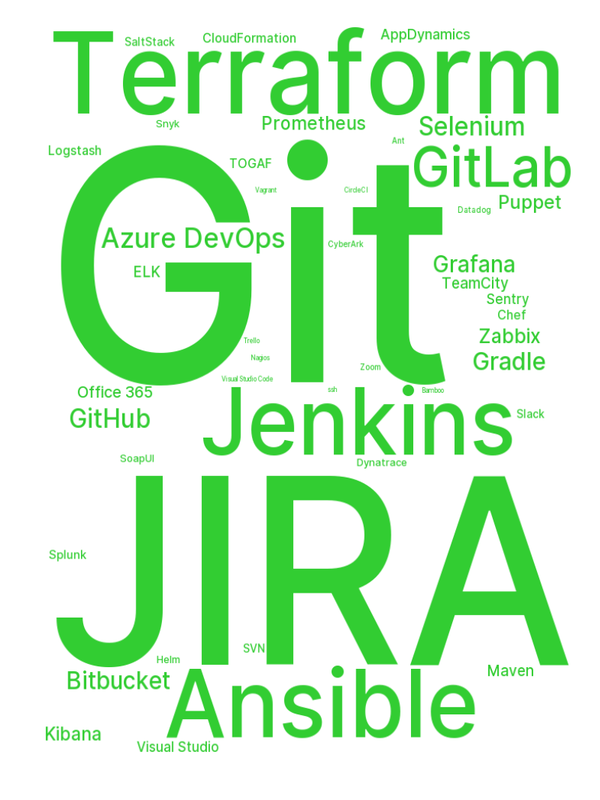 SaltStack
CloudFormation
AppDynamics
Terraform
Snyk
Prometheus
Selenium
Logstash
TOGAF
Ant
GitLab
Vagrant
CircleCI
Puppet
Datadog
Git
Azure DevOps
CyberArk
ELK
Grafana
TeamCity
Sentry
Chef
Trello
Zabbix
Nagios
Gradle
Zoom
Visual Studio Code
Office 365
ssh
Bamboo
GitHub
Jenkins
Slack
SoapUI
Dynatrace
JIRA
Splunk
SVN
Helm
Bitbucket
Maven
Ansible
Kibana
Visual Studio